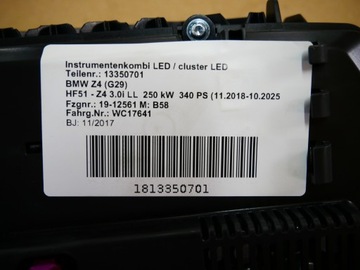 Instrumentenkombi LED / cluster LED
Teilenr.: 13350701
BMW Z4 (G29)
HF51 - Z4 3.0i LL 250 kW 340 PS (11.2018-10.2025
Fzgnr.: 19-12561 M; B58
Fahrg.Nr.: WC17641
BJ: 11/2017
1813350701